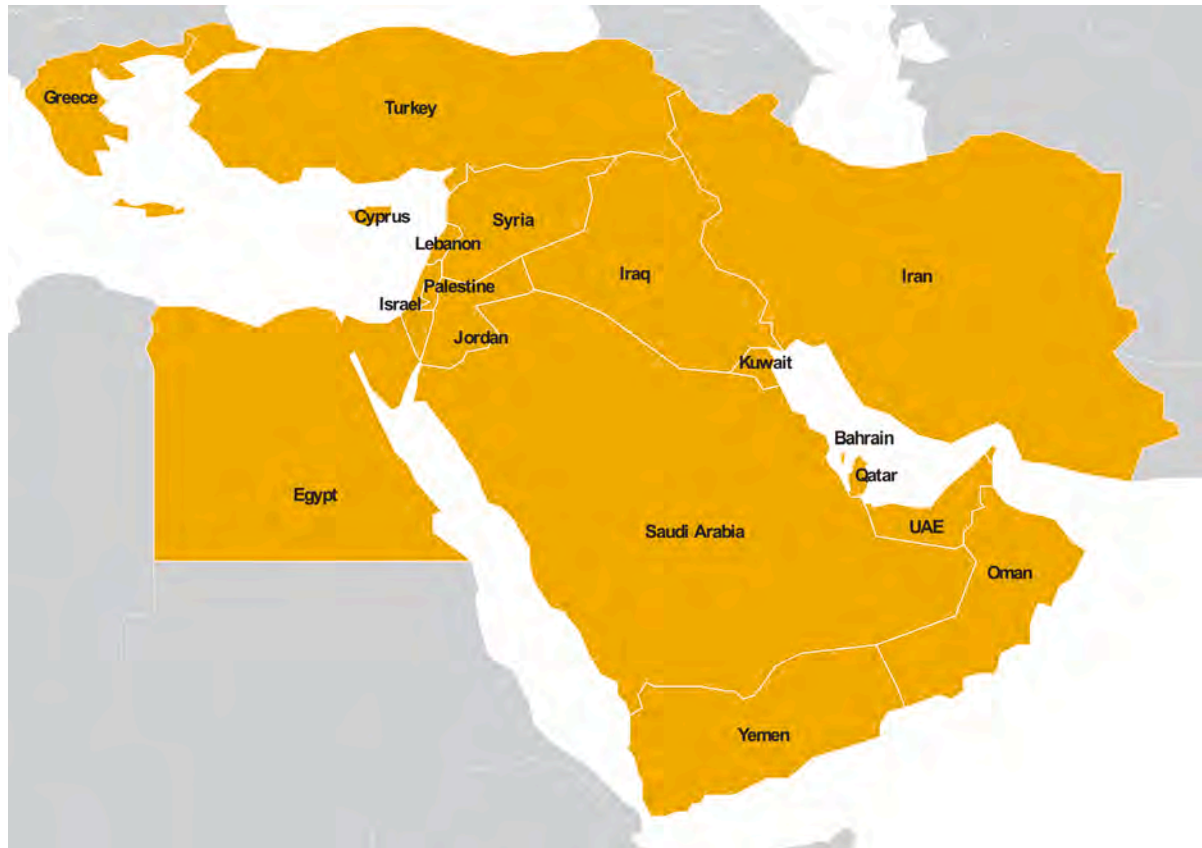 Greece
Turkey
Cyprus
Syria
Lebanon
Iraq
Iran
Palestine
Israel
Jordan
Kuwait
Bahrain
Qatar
Egypt
UAE
Saudi Arabia
Oman
Yemen